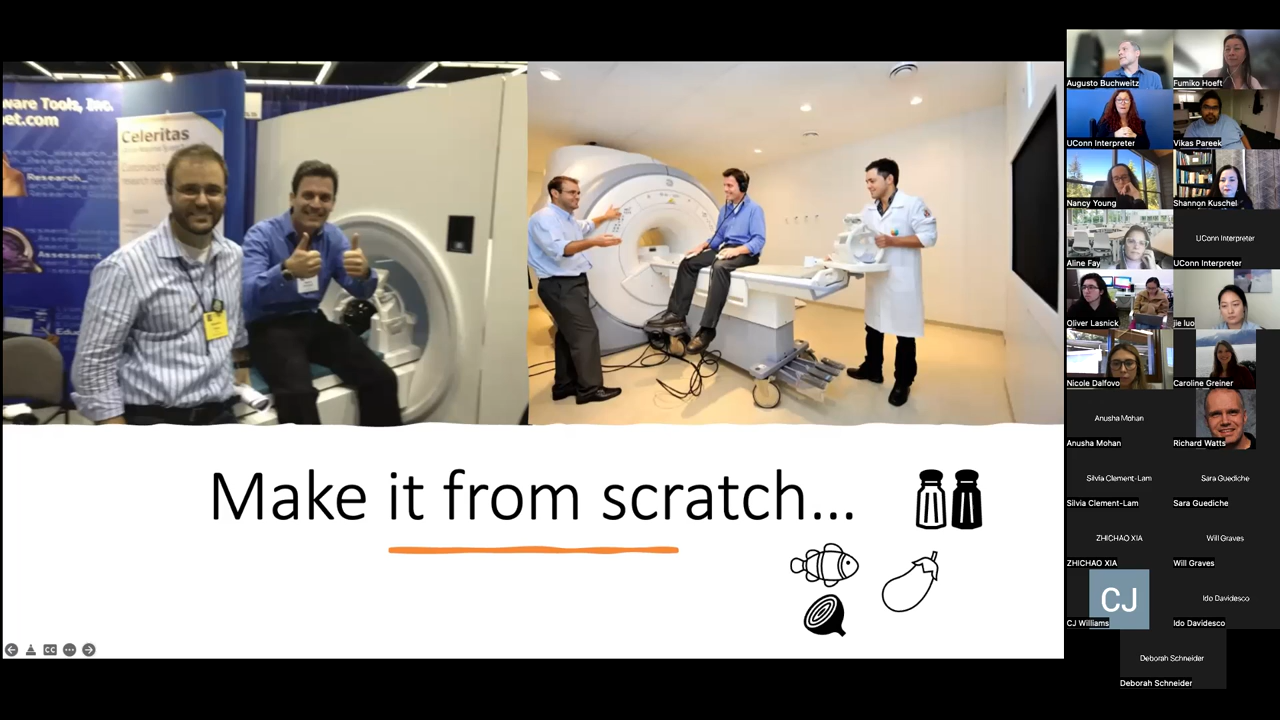 ware Tools, Inc.
et.com
Celeritas
Research
Assessment
Make it from scratch...
CC
Augusto Buchweitz
Fumiko Hoeft
UConn Interpreter
Vikas Pareek
Nancy Young
Shannon Kuschel
Aline Fay
UConn Interpreter
UConn Interpreter
Oliver Lasnick
jie luo
Nicole Dalfovo
Caroline Greiner
Anusha Mohan
Anusha Mohan
Richard Watts
Silvia Clement-Lam
Silvia Clement-Lam
Sara Guediche
Sara Guediche
ZHICHAO XIA
ZHICHAO XIA
Will Graves
Will Graves
CJ
CJ Williams
Ido Davidesco
Ido Davidesco
Deborah Schneider
Deborah Schneider